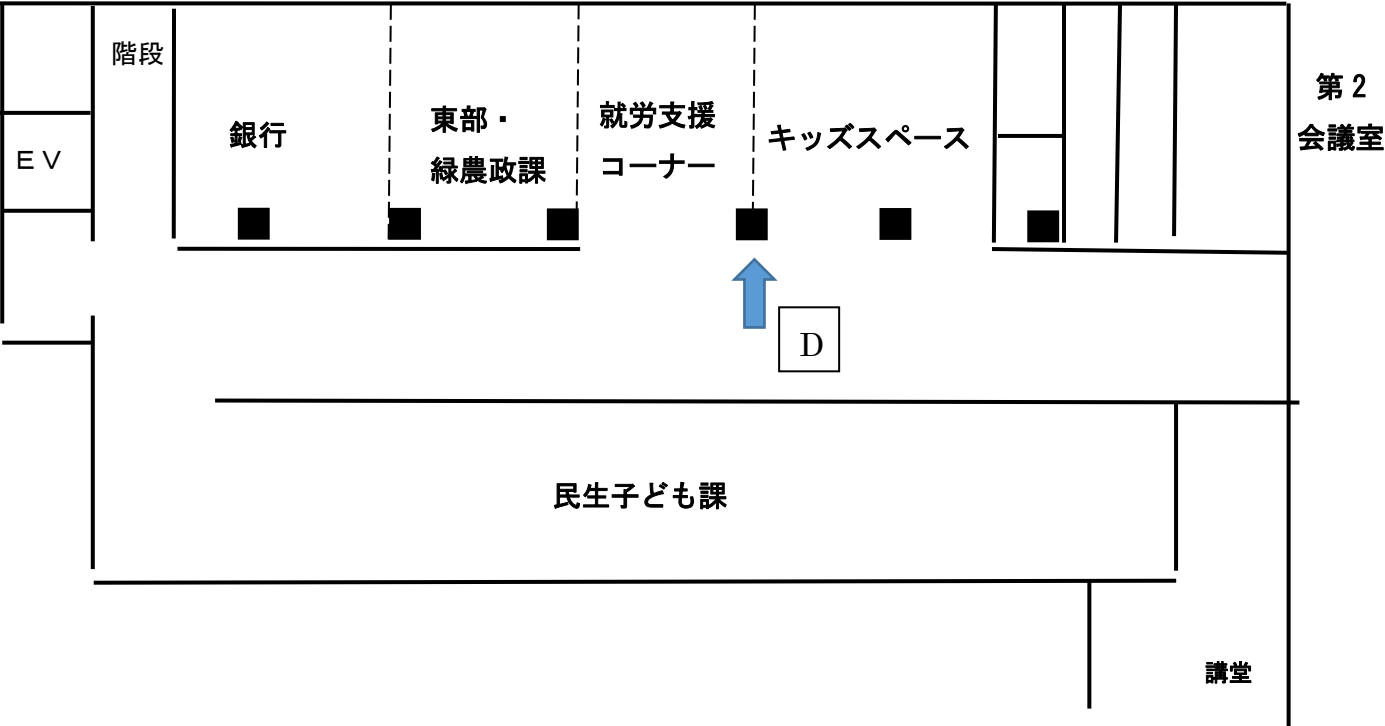 階段
第２
会議室
銀行
東部・
緑農政課
就労支援
コーナー
キッズスペース
ＥＶ
D
民生子ども課
講堂